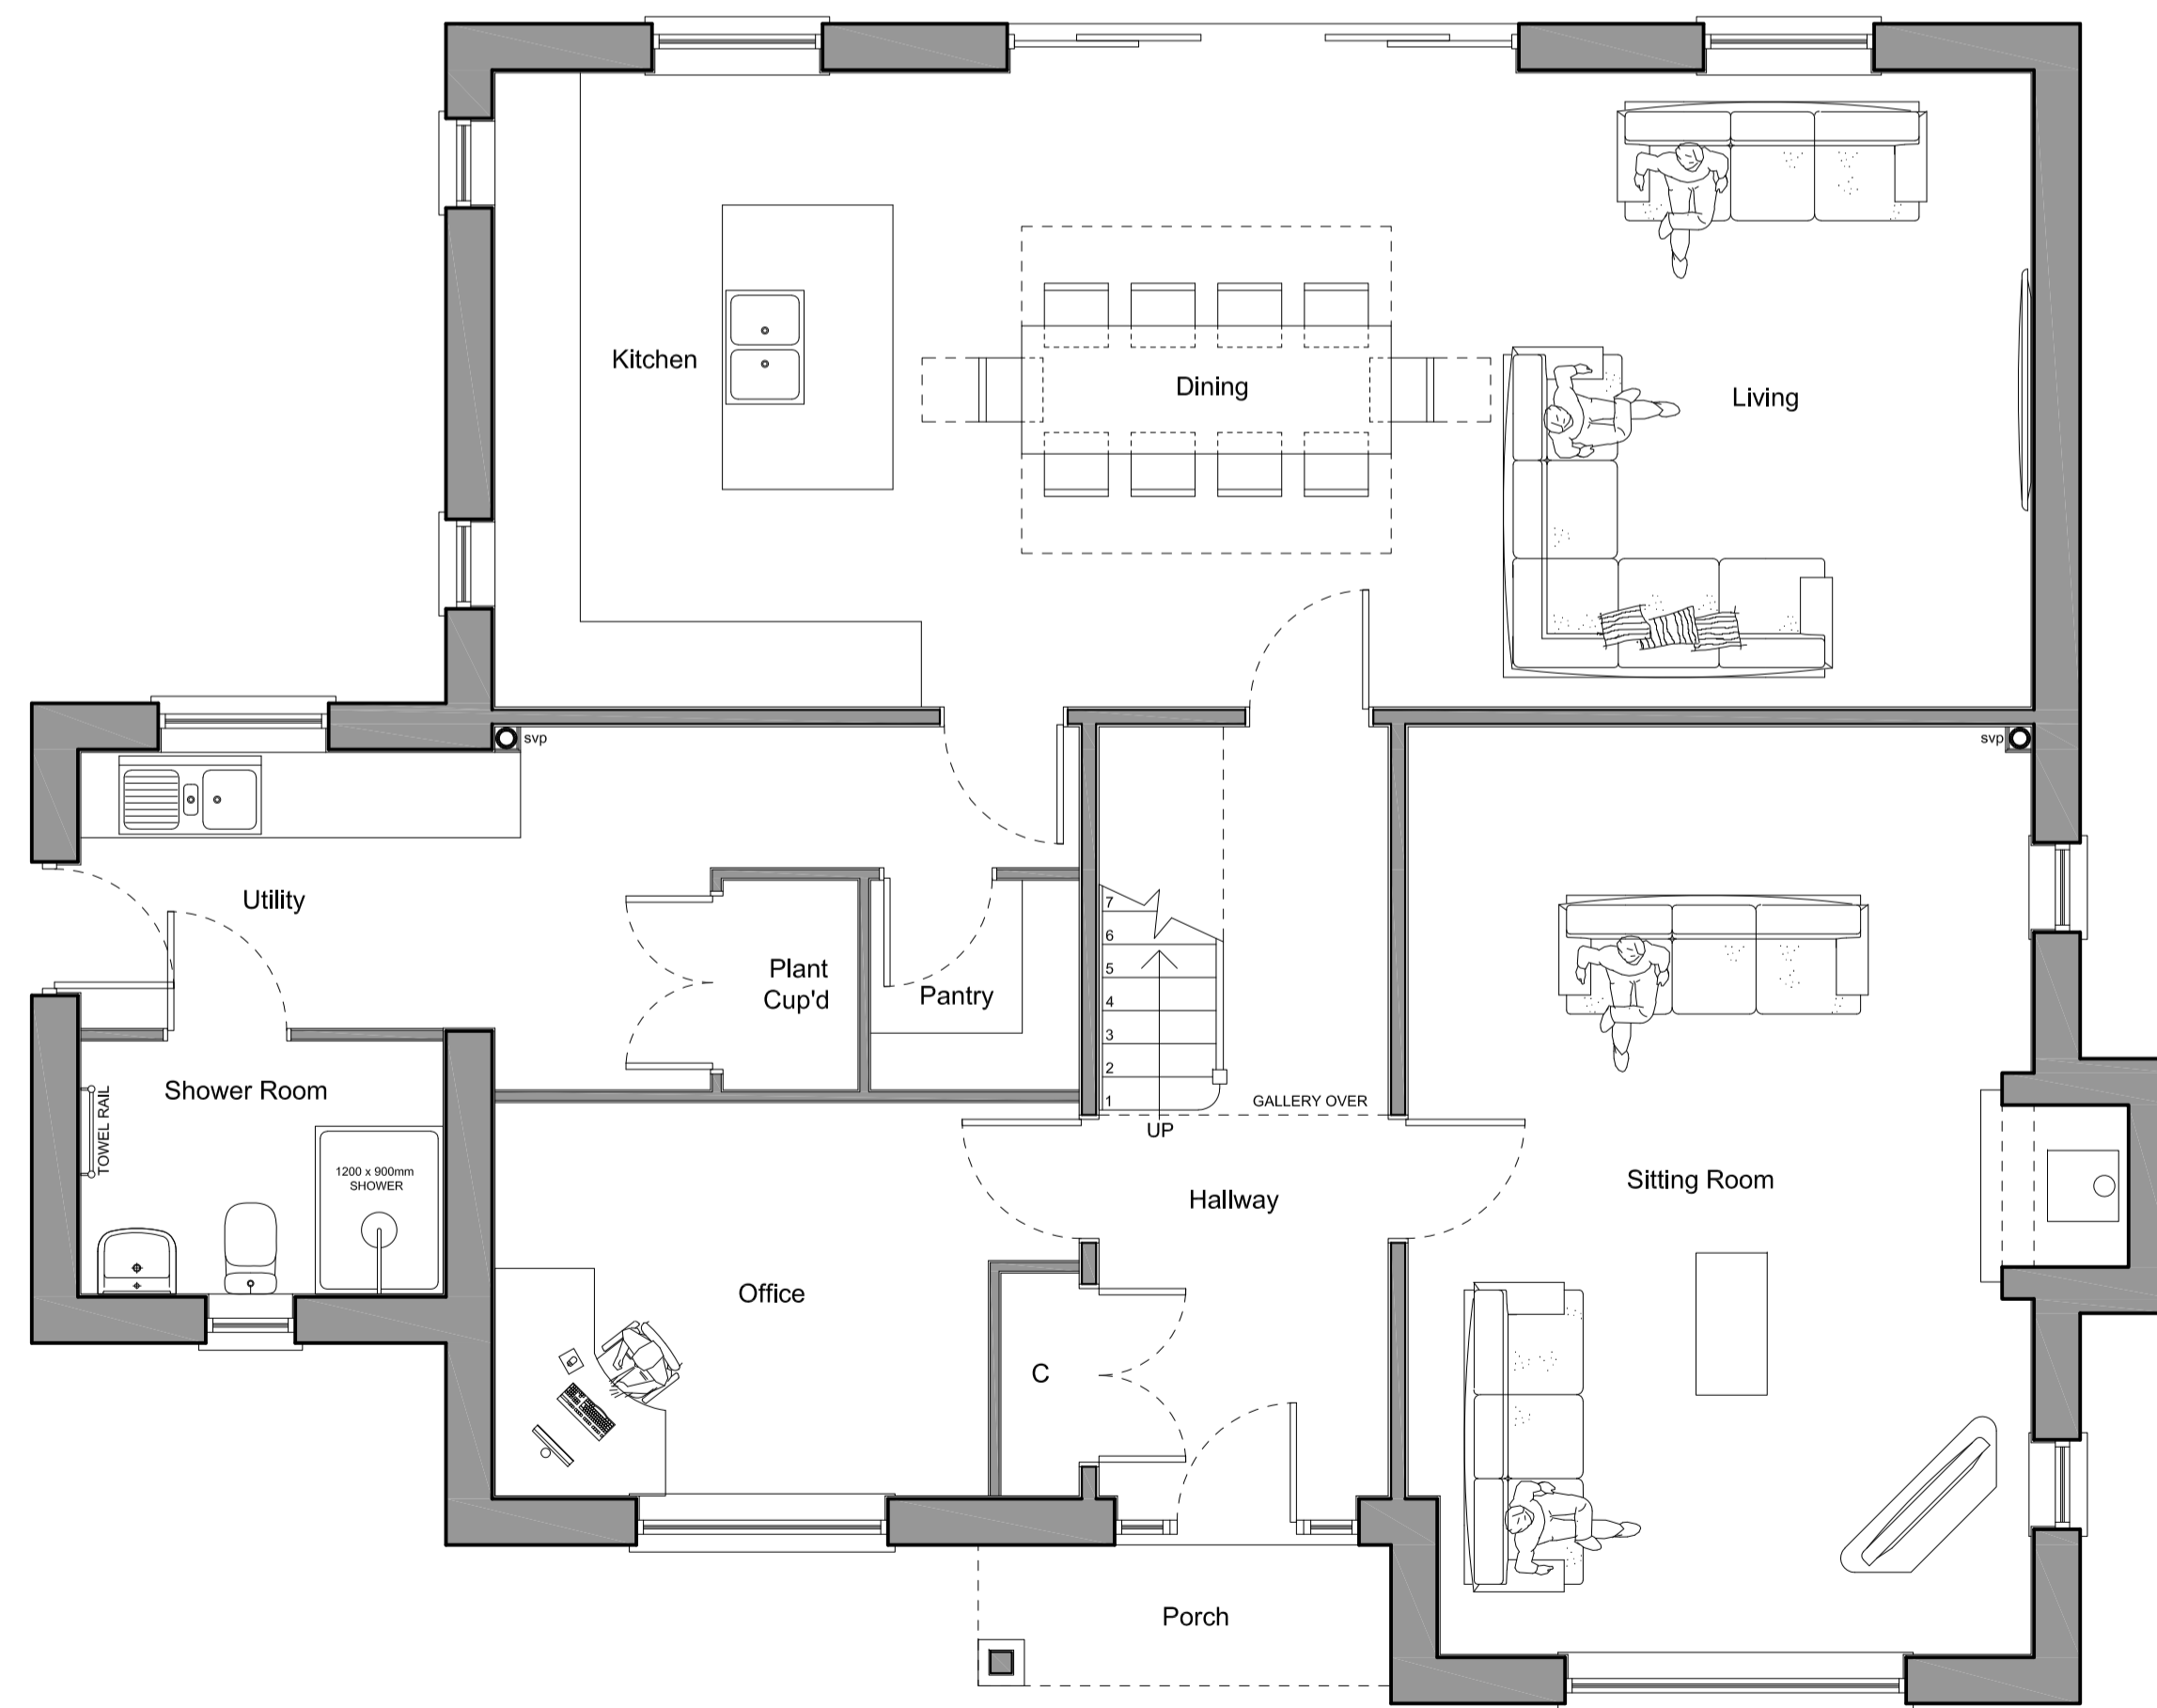 Kitchen
Dining
Living
svp
svp
Utility
Plant
Cup'd
Pantry
7
6
5
4
3
2
1
UP
GALLERY OVER
Shower Room
TOWEL RAIL
1200 x 900mm
SHOWER
Hallway
Sitting Room
Office
C
Porch